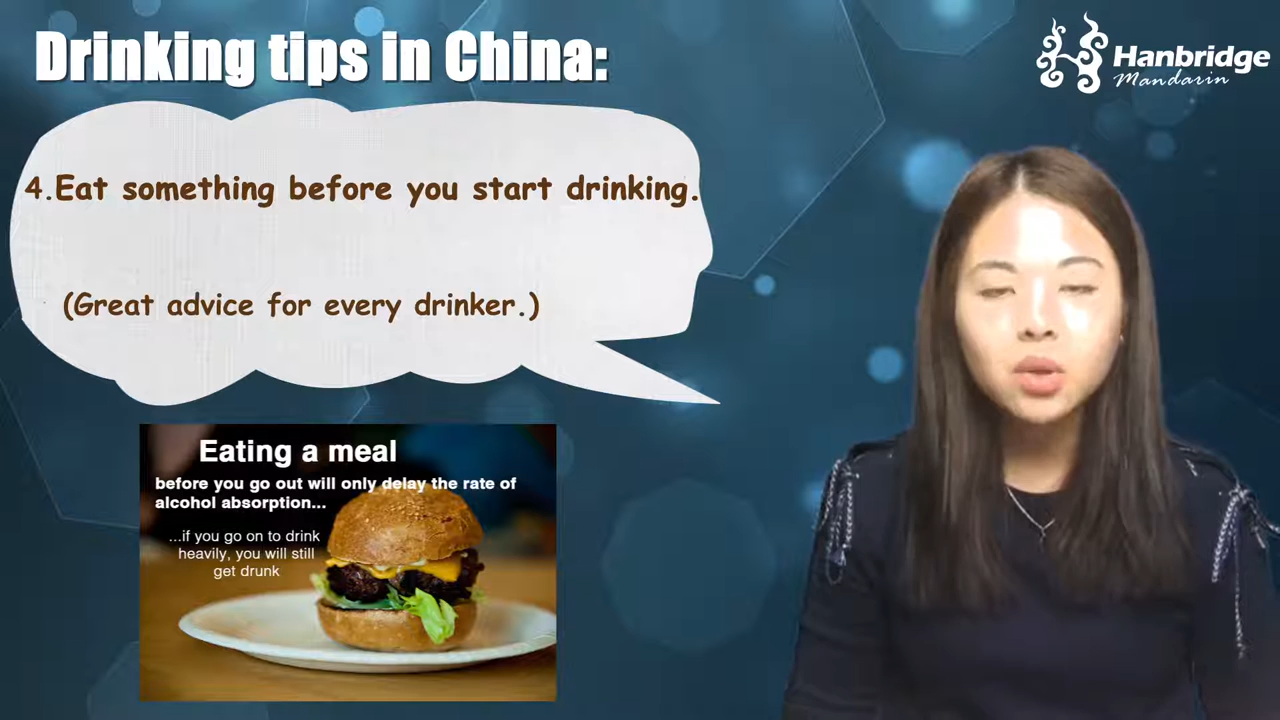 Drinking tips in China:
Hanbridge
Mandarin
4.Eat something before you start drinking.
(Great advice for every drinker.)
Eating a meal
before you go out will only delay the rate of
alcohol absorption...
...if you go on to drink
heavily, you will still
get drunk